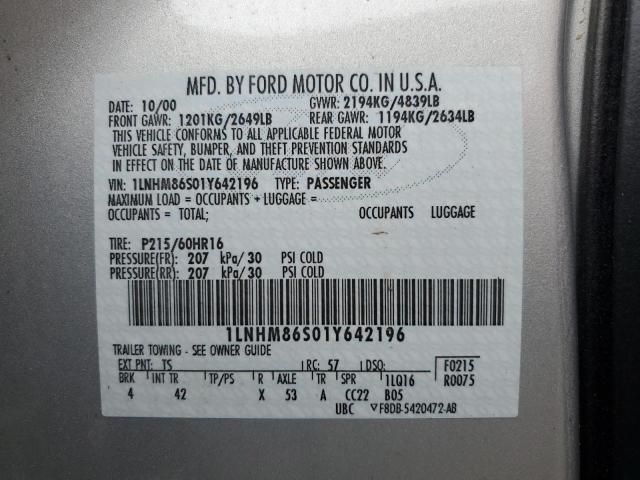 MFD. BY FORD MOTOR CO. IN U.S.A.
DATE: 10/00 GVWR: 2194KG/4839LB
FRONT GAWR: 1201KG/2649LB REAR GAWR: 1194KG/2634LB
THIS VEHICLE CONFORMS TO ALL APPLICABLE FEDERAL MOTOR
VEHICLE SAFETY, BUMPER, AND THEFT PREVENTION STANDARDS
IN EFFECT ON THE DATE OF MANUFACTURE SHOWN ABOVE.
VIN: 1LNHM86S01Y642196 TYPE: PASSENGER
MAXIMUM LOAD = OCCUPANTS + LUGGAGE =
OCCUPANTS = TOTAL; OCCUPANTS LUGGAGE
TIRE: P215/60HR16
PRESSURE(FR): 207 kPa/30 PSI COLD
PRESSURE(RR): 207 kPa/30 PSI COLD
1LNHM86S01Y642196
TRAILER TOWING - SEE OWNER GUIDE
EXT PNT: TS RC: 57 DSO: F0215
BRK INT TR TP/PS R AXLE TR SPR 1LQ16 R0075
4 42 X 53 A CC22 B05
UBC F8DB-5420472-AB